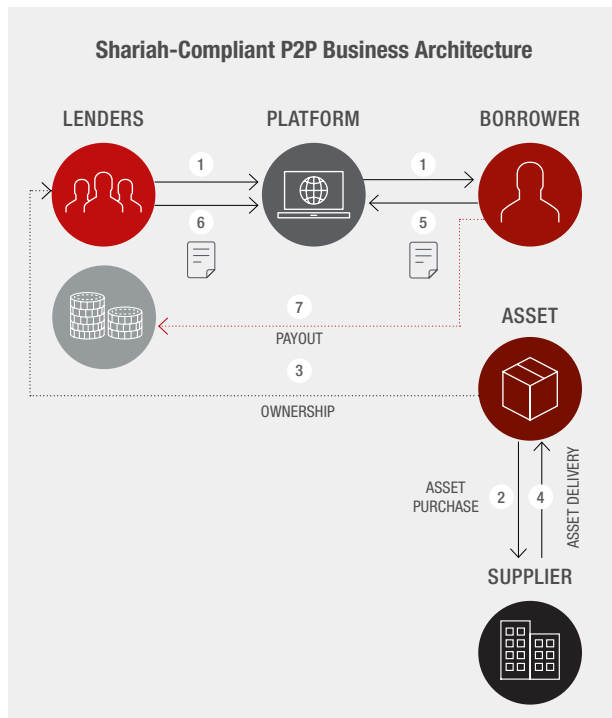 Shariah-Compliant P2P Business Architecture
LENDERS
PLATFORM
BORROWER
1
1
6
5
7
PAYOUT
ASSET
3
OWNERSHIP
ASSET
PURCHASE
2
4
ASSET DELIVERY
SUPPLIER